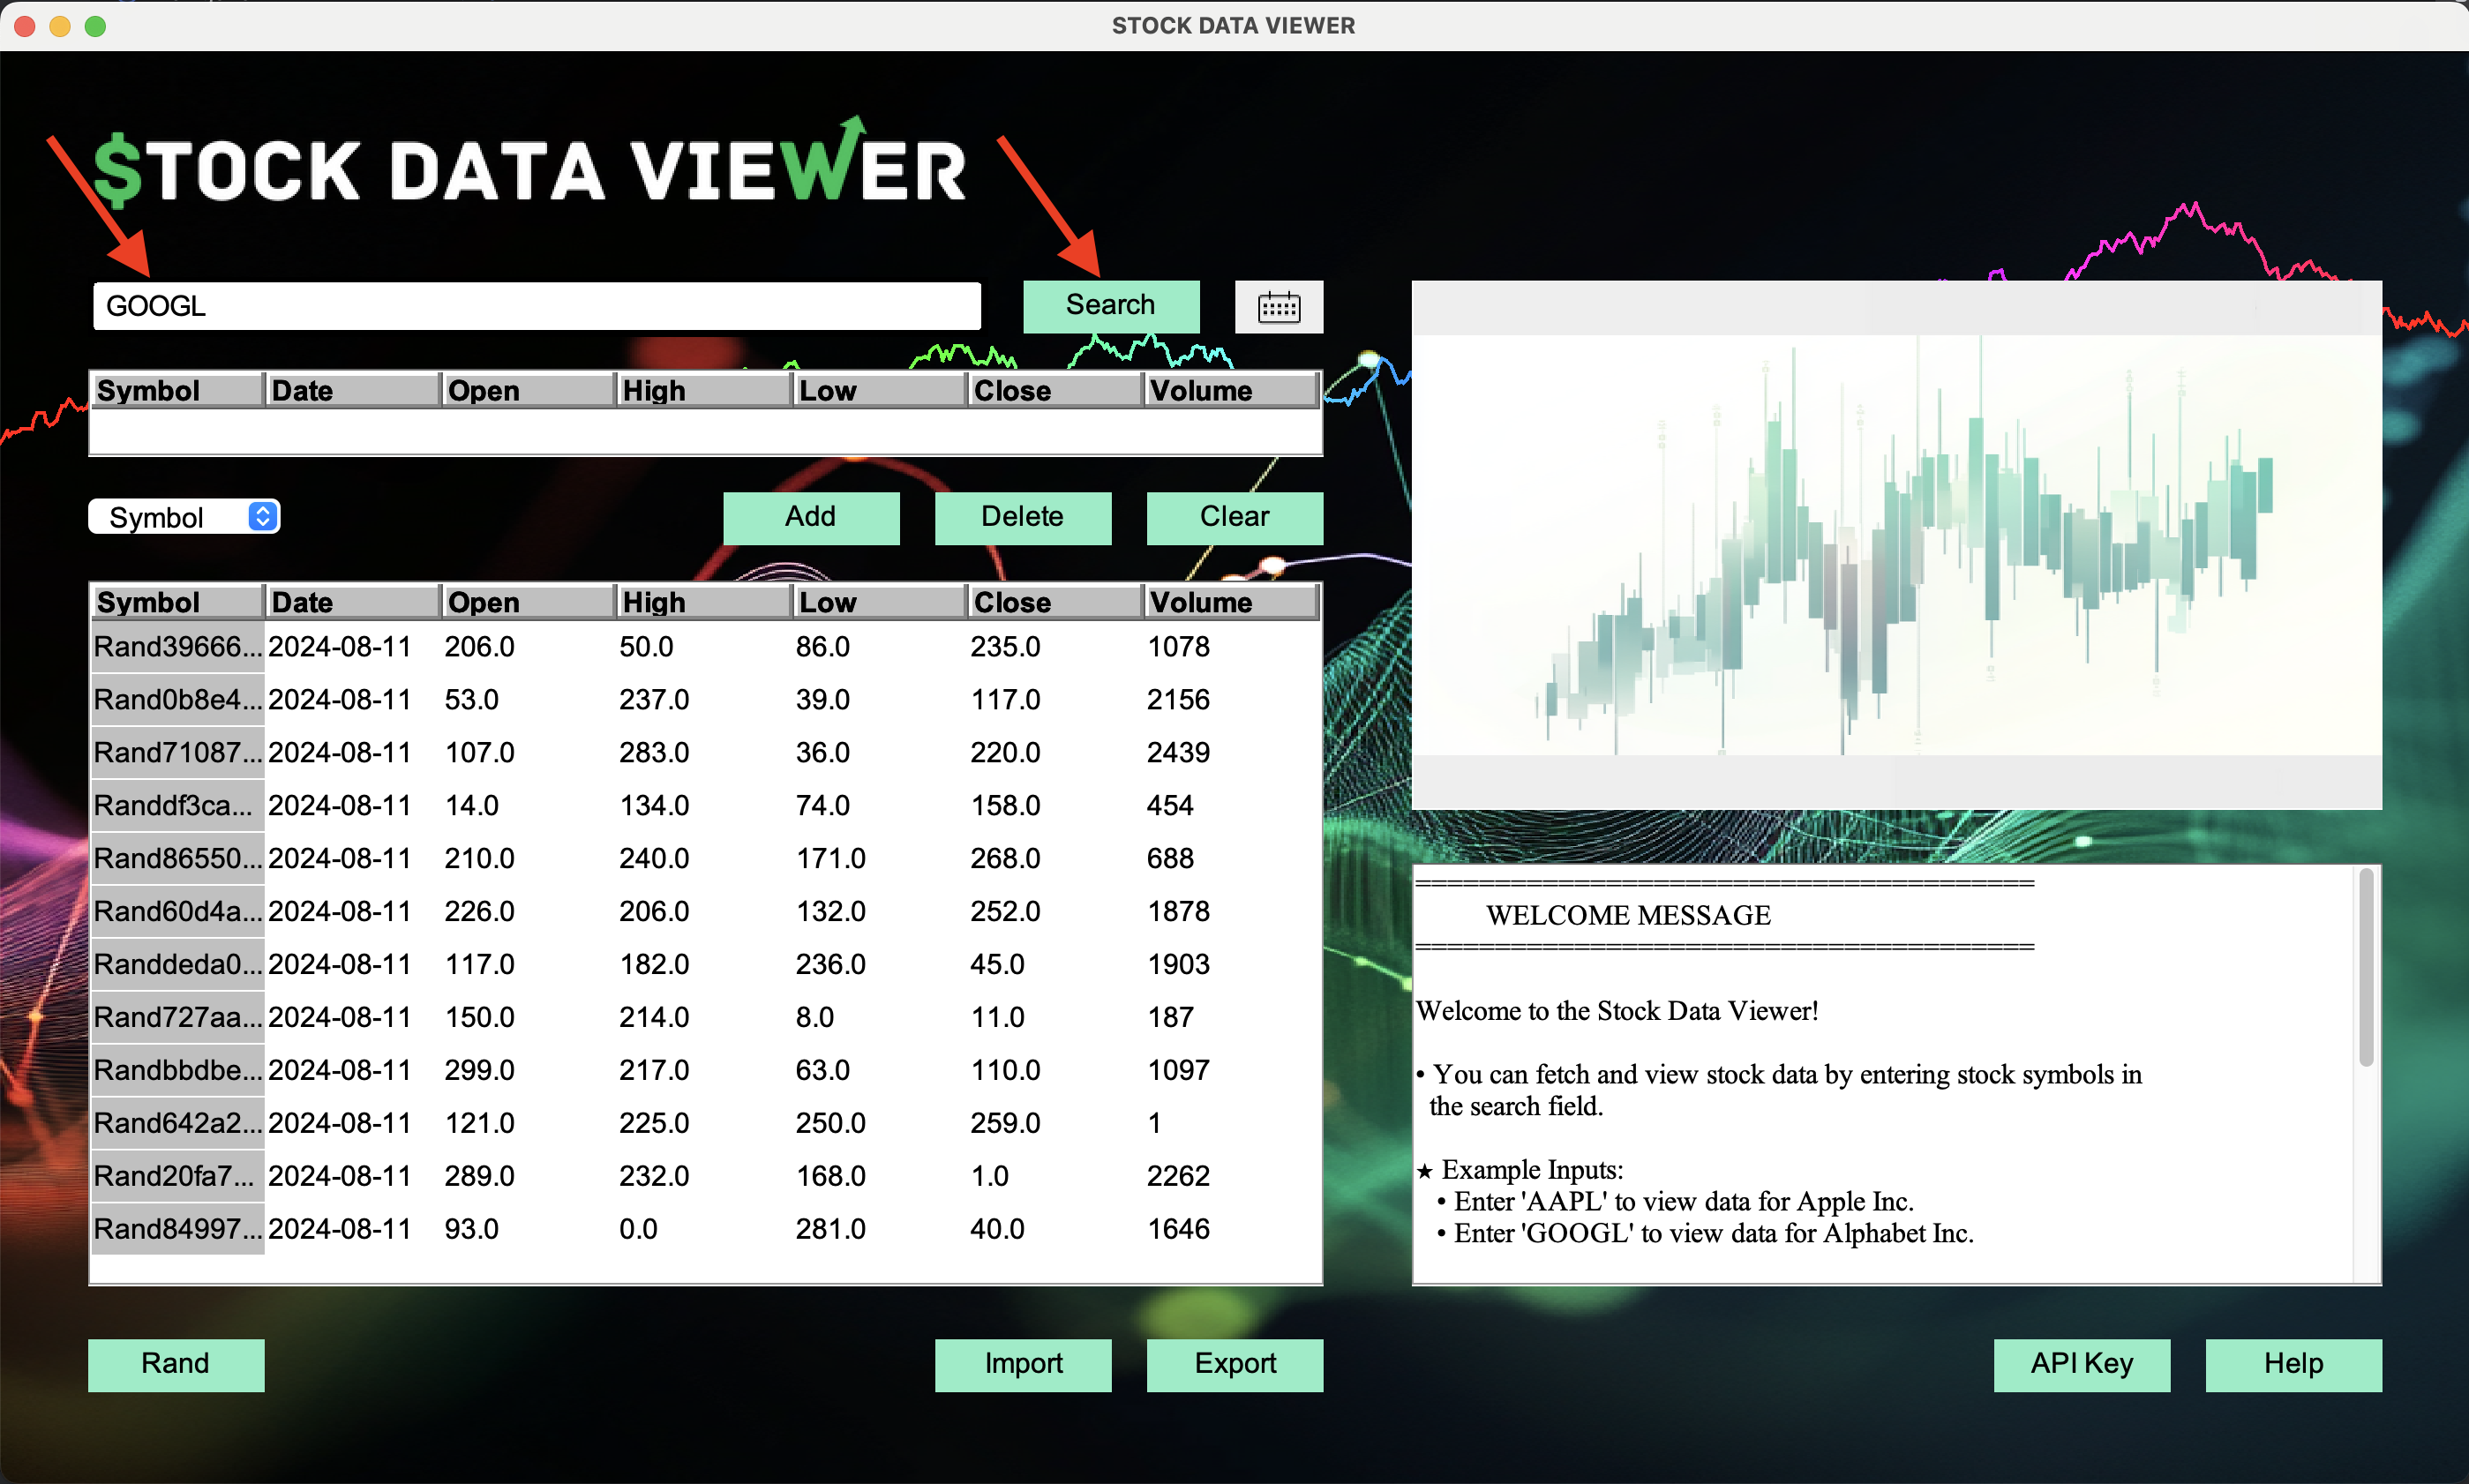 STOCK DATA VIEWER
$TOCK DATA VIEWER
GOOGL
Search
Symbol Date Open High Low Close Volume
Symbol
Add Delete Clear
Symbol Date Open High Low Close Volume
Rand39666... 2024-08-11 206.0 50.0 86.0 235.0 1078
Rand0b8e4... 2024-08-11 53.0 237.0 39.0 117.0 2156
Rand71087... 2024-08-11 107.0 283.0 36.0 220.0 2439
Randdf3ca... 2024-08-11 14.0 134.0 74.0 158.0 454
Rand86550... 2024-08-11 210.0 240.0 171.0 268.0 688
Rand60d4a... 2024-08-11 226.0 206.0 132.0 252.0 1878
Randdeda0... 2024-08-11 117.0 182.0 236.0 45.0 1903
Rand727aa... 2024-08-11 150.0 214.0 8.0 11.0 187
Randbbdbe... 2024-08-11 299.0 217.0 63.0 110.0 1097
Rand642a2... 2024-08-11 121.0 225.0 250.0 259.0 1
Rand20fa7... 2024-08-11 289.0 232.0 168.0 1.0 2262
Rand84997... 2024-08-11 93.0 0.0 281.0 40.0 1646
=======================================
WELCOME MESSAGE
=======================================
Welcome to the Stock Data Viewer!
• You can fetch and view stock data by entering stock symbols in
the search field.
★ Example Inputs:
• Enter 'AAPL' to view data for Apple Inc.
• Enter 'GOOGL' to view data for Alphabet Inc.
Rand Import Export API Key Help